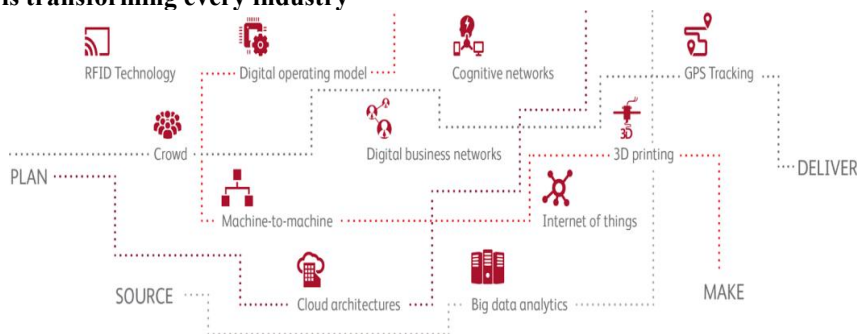 is transforming every industry
RFID Technology
Digital operating model
Cognitive networks
GPS Tracking
Crowd
Digital business networks
3D
3D printing
PLAN
DELIVER
Machine-to-machine
Internet of things
SOURCE
Cloud architectures
Big data analytics
MAKE